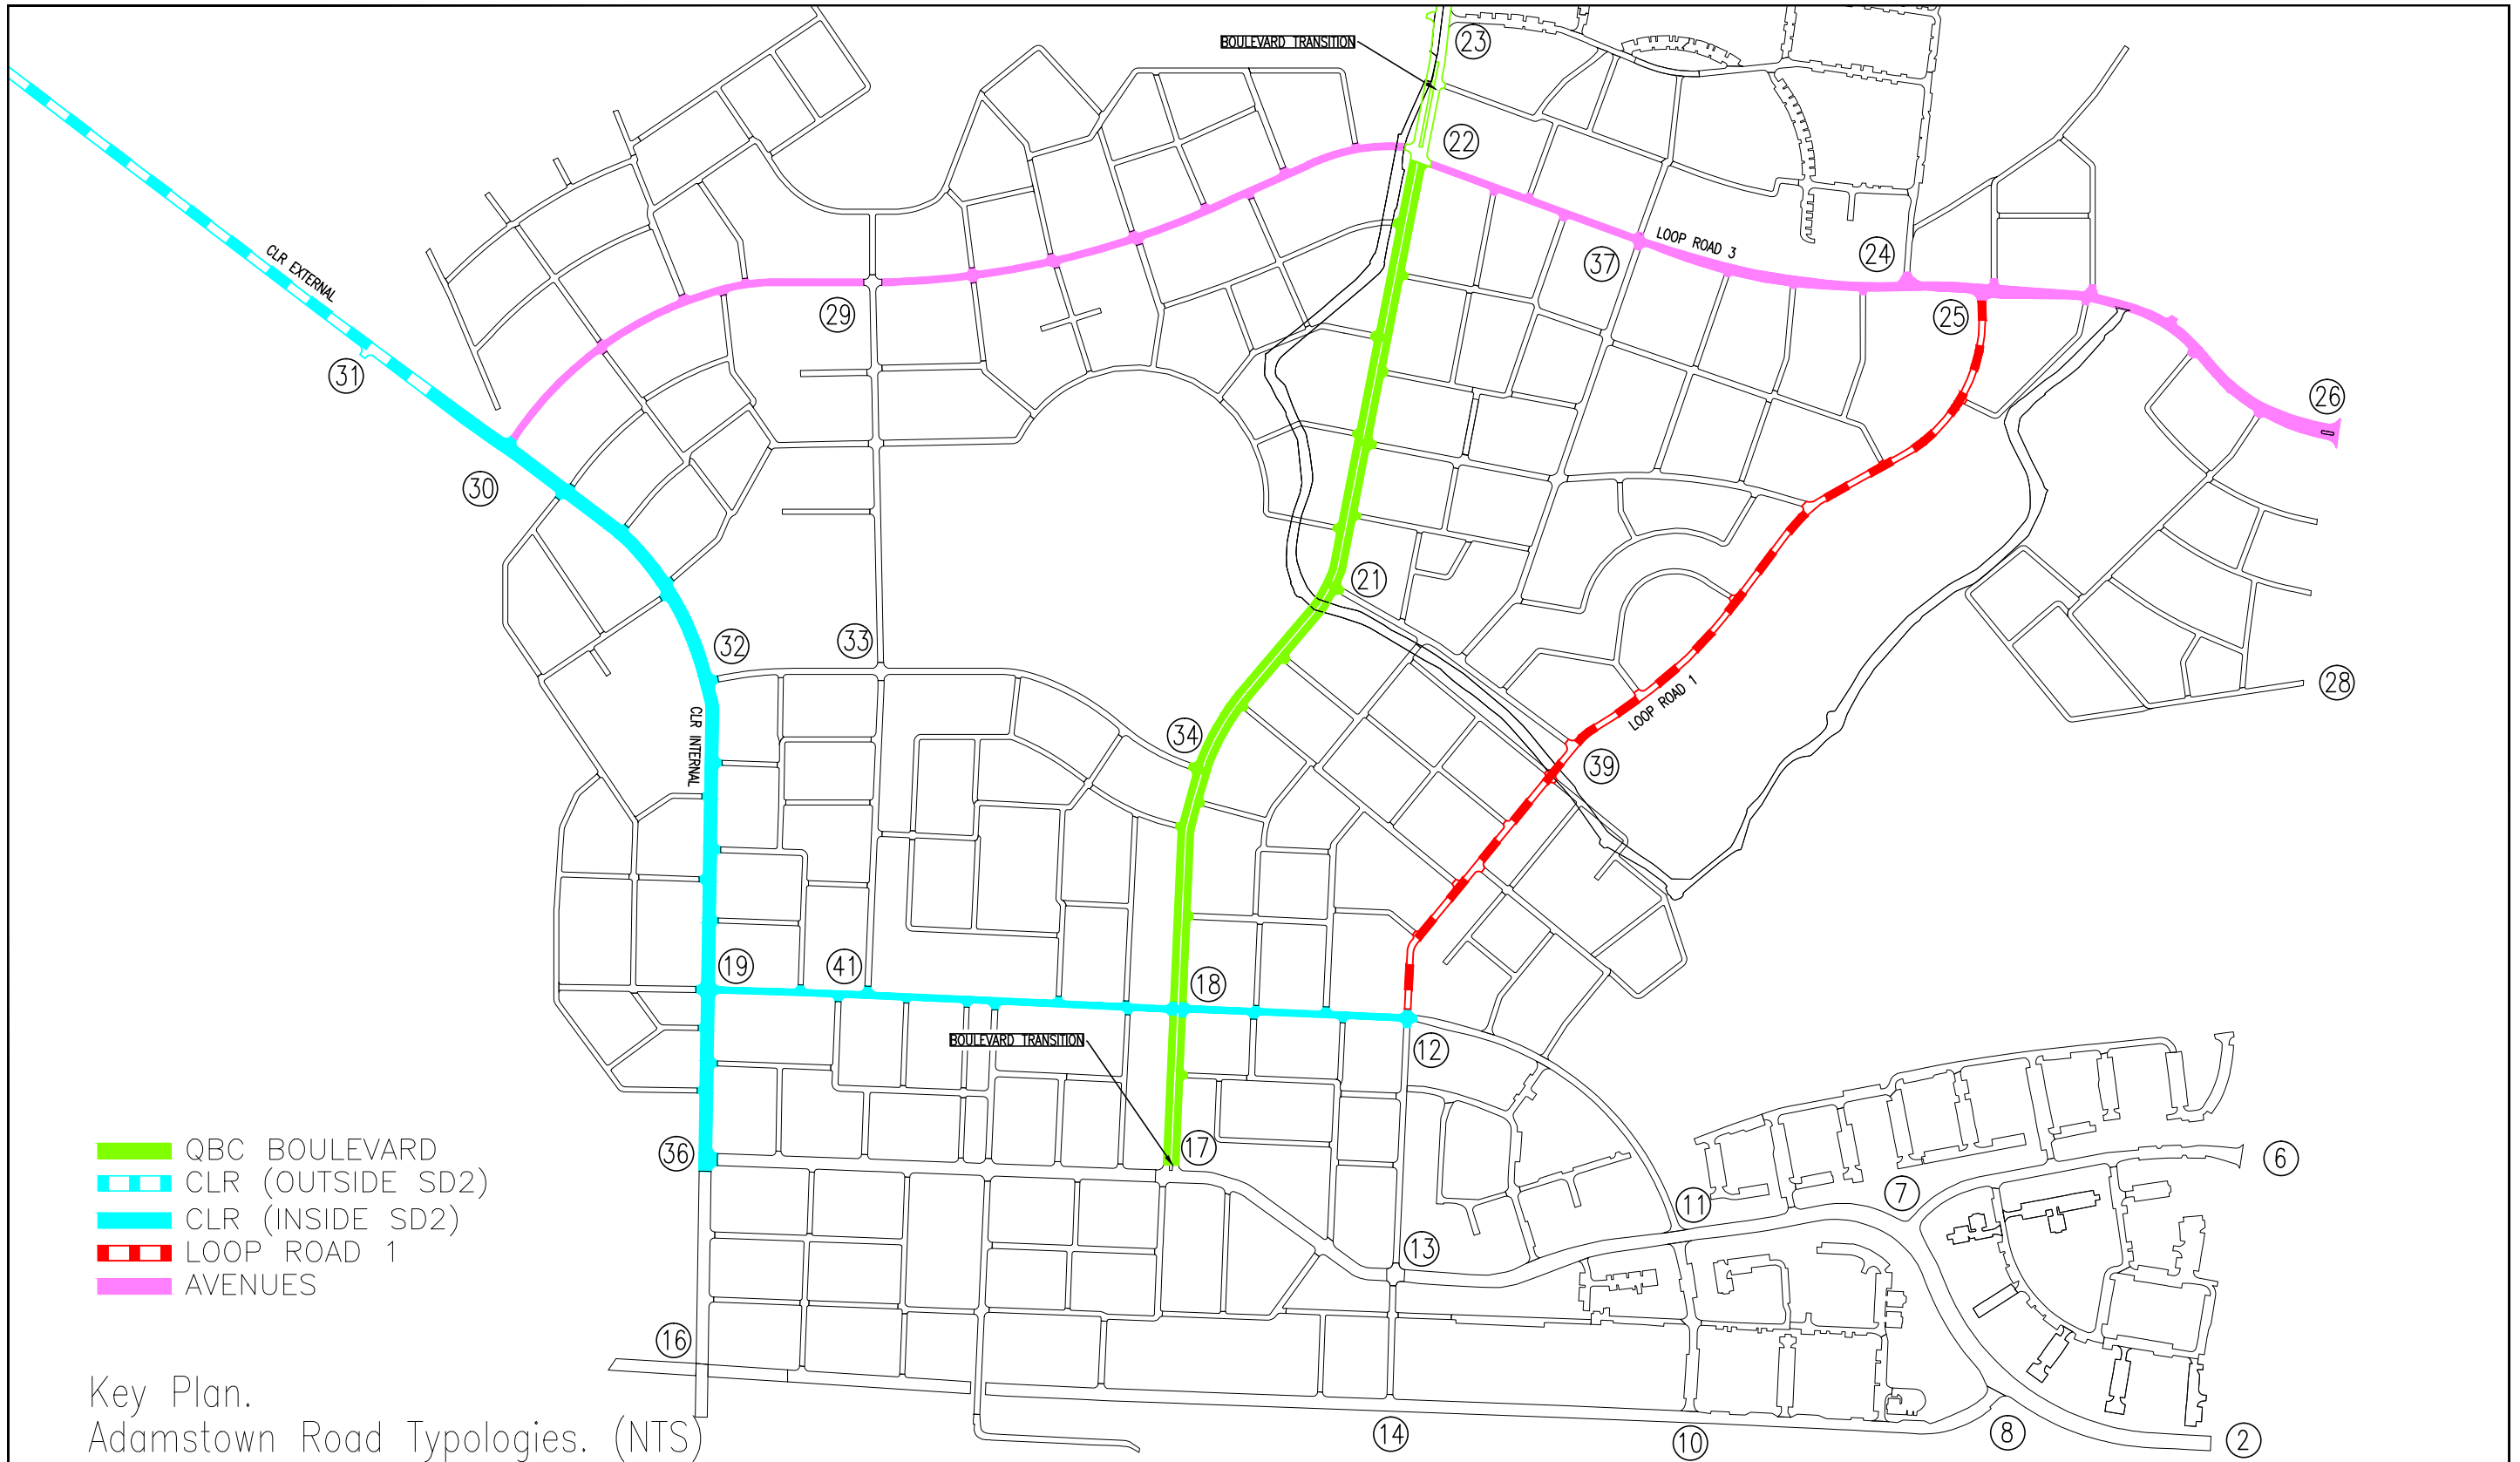 BOULEVARD TRANSITION
23
22
CLR EXTERNAL
LOOP ROAD 3
24
37
29
25
31
26
30
21
32
33
28
CLR INTERNAL
LOOP ROAD 1
34
39
19
41
18
BOULEVARD TRANSITION
12
17
36
6
7
11
13
16
14
10
8
2
QBC BOULEVARD
CLR (OUTSIDE SD2)
CLR (INSIDE SD2)
LOOP ROAD 1
AVENUES
Key Plan.
Adamstown Road Typologies. (NTS)